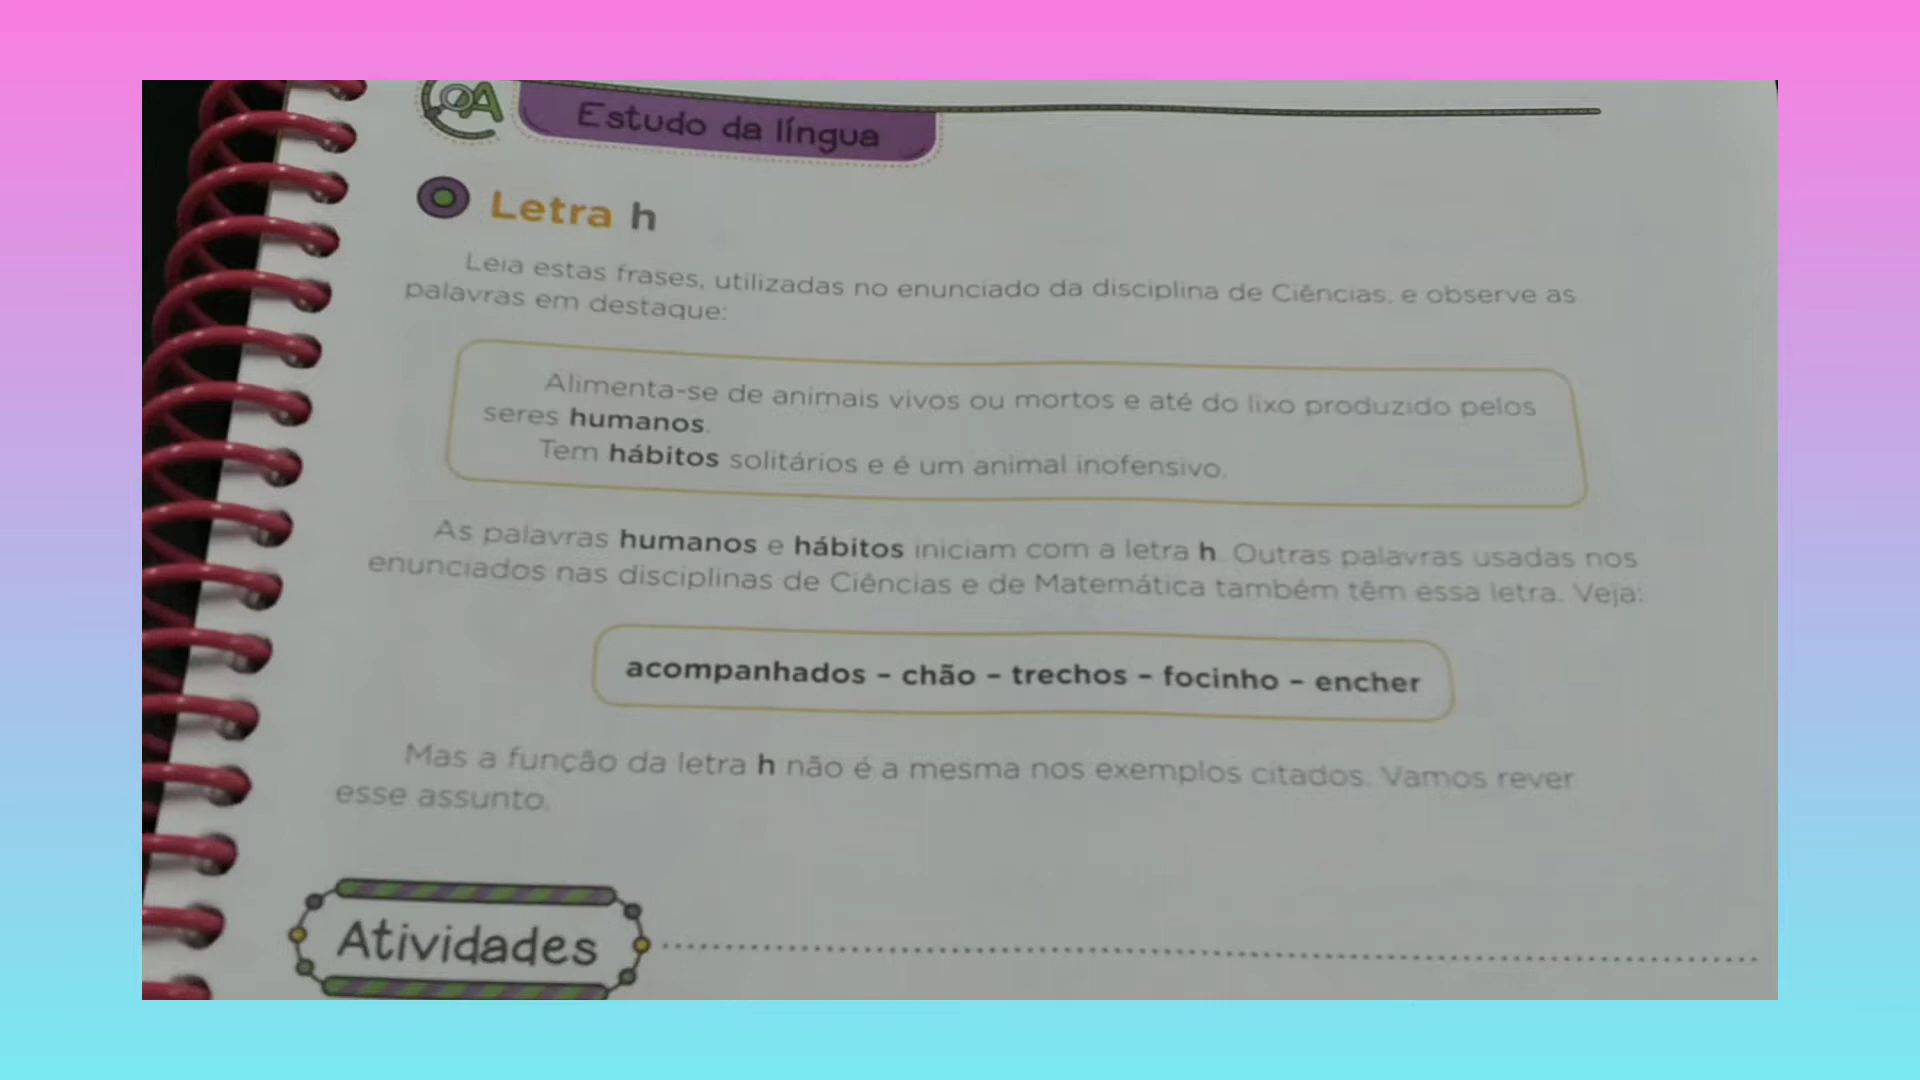 Estudo da língua
Letra h
Leia estas frases, utilizadas no enunciado da disciplina de Ciências, e observe as
palavras em destaque:
Alimenta-se de animais vivos ou mortos e até do lixo produzido pelos
seres humanos.
Tem hábitos solitários e é um animal inofensivo.
As palavras humanos e hábitos iniciam com a letra h. Outras palavras usadas nos
enunciados nas disciplinas de Ciências e de Matemática também têm essa letra. Veja:
acompanhados – chão – trechos – focinho – encher
Mas a função da letra h não é a mesma nos exemplos citados. Vamos rever
esse assunto.
Atividades